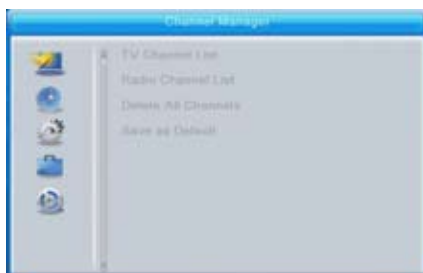 Channel Manager
TV Channel List
Radio Channel List
Delete All Channels
Save as Default